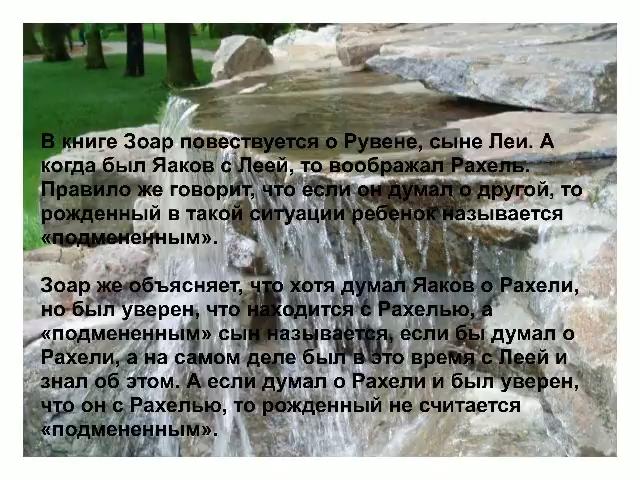 В книге Зоар повествуется о Рувене, сыне Леи. А
когда был Яаков с Леей, то воображал Рахель.
Правило же говорит, что если он думал о другой, то
рожденный в такой ситуации ребенок называется
«подмененным».
Зоар же объясняет, что хотя думал Яаков о Рахели,
но был уверен, что находится с Рахелью, а
«подмененным» сын называется, если бы думал о
Рахели, а на самом деле был в это время с Леей и
знал об этом. А если думал о Рахели и был уверен,
что он с Рахелью, то рожденный не считается
«подмененным».